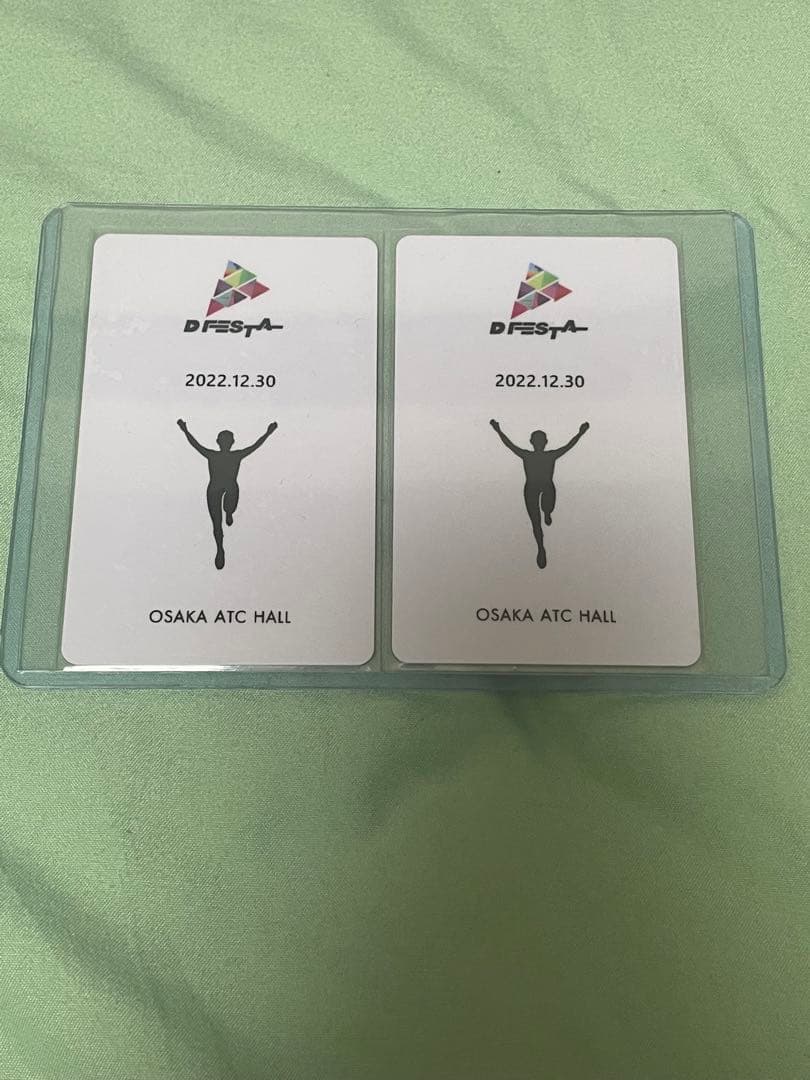 D FESTA
2022.12.30
OSAKA ATC HALL
D FESTA
2022.12.30
OSAKA ATC HALL